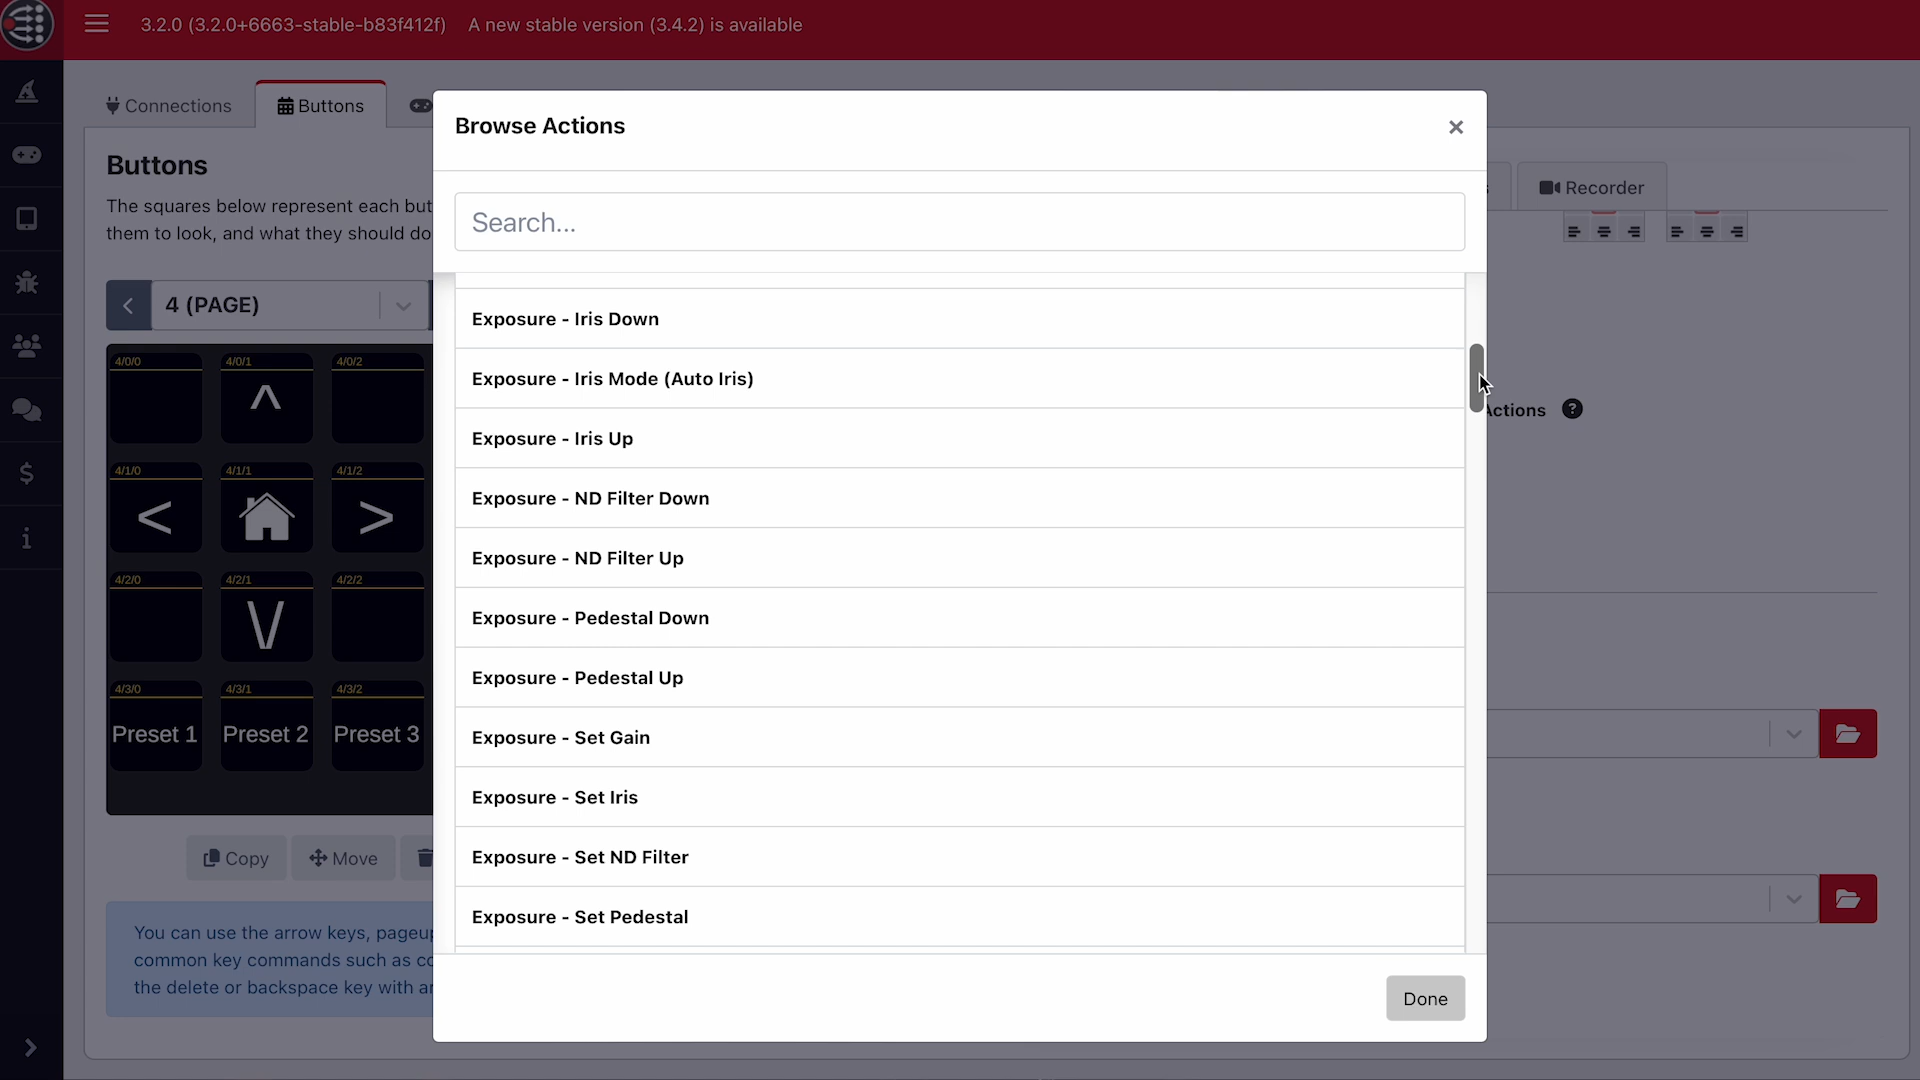 3.2.0 (3.2.0+6663-stable-b83f412f) A new stable version (3.4.2) is available
Connections
Buttons
Browse Actions
×
Buttons
The squares below represent each but
them to look, and what they should do
Search...
Recorder
4 (PAGE)
4/0/0
4/0/1
4/0/2
^
4/1/0
4/1/1
4/1/2
<
>
4/2/0
4/2/1
4/2/2
\/
4/3/0
4/3/1
4/3/2
Preset 1
Preset 2
Preset 3
Exposure - Iris Down
Exposure - Iris Mode (Auto Iris)
Exposure - Iris Up
Exposure - ND Filter Down
Exposure - ND Filter Up
Exposure - Pedestal Down
Exposure - Pedestal Up
Exposure - Set Gain
Exposure - Set Iris
Exposure - Set ND Filter
Exposure - Set Pedestal
Actions ?
Copy
Move
You can use the arrow keys, pageup
common key commands such as co
the delete or backspace key with ar
Done